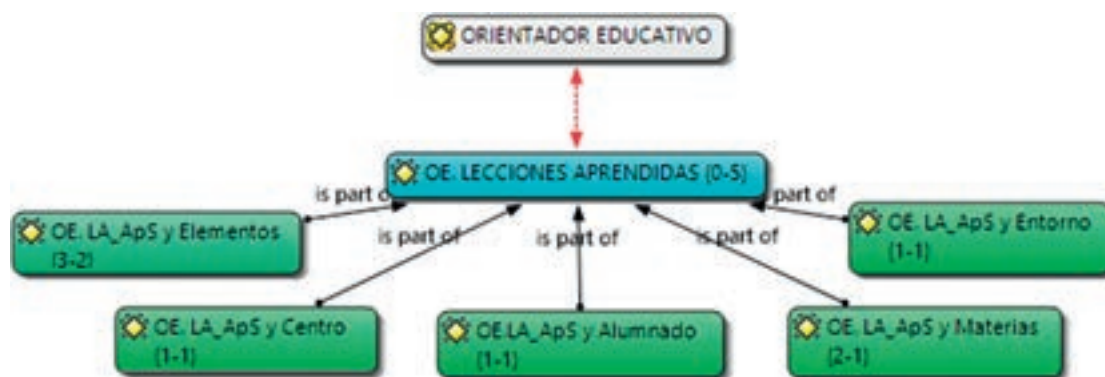 ORIENTADOR EDUCATIVO
OE. LECCIONES APRENDIDAS {0-5}
is part o
part of
OE. LA_ApS y Elementos
{3-2}
is part of
is part of
is part of
OE. LA_ApS y Entorno
{1-1}
OE. LA_ApS y Centro
{1-1}
OE.LA_ApS y Alumnado
{1-1}
OE. LA_ApS y Materias
{2-1}